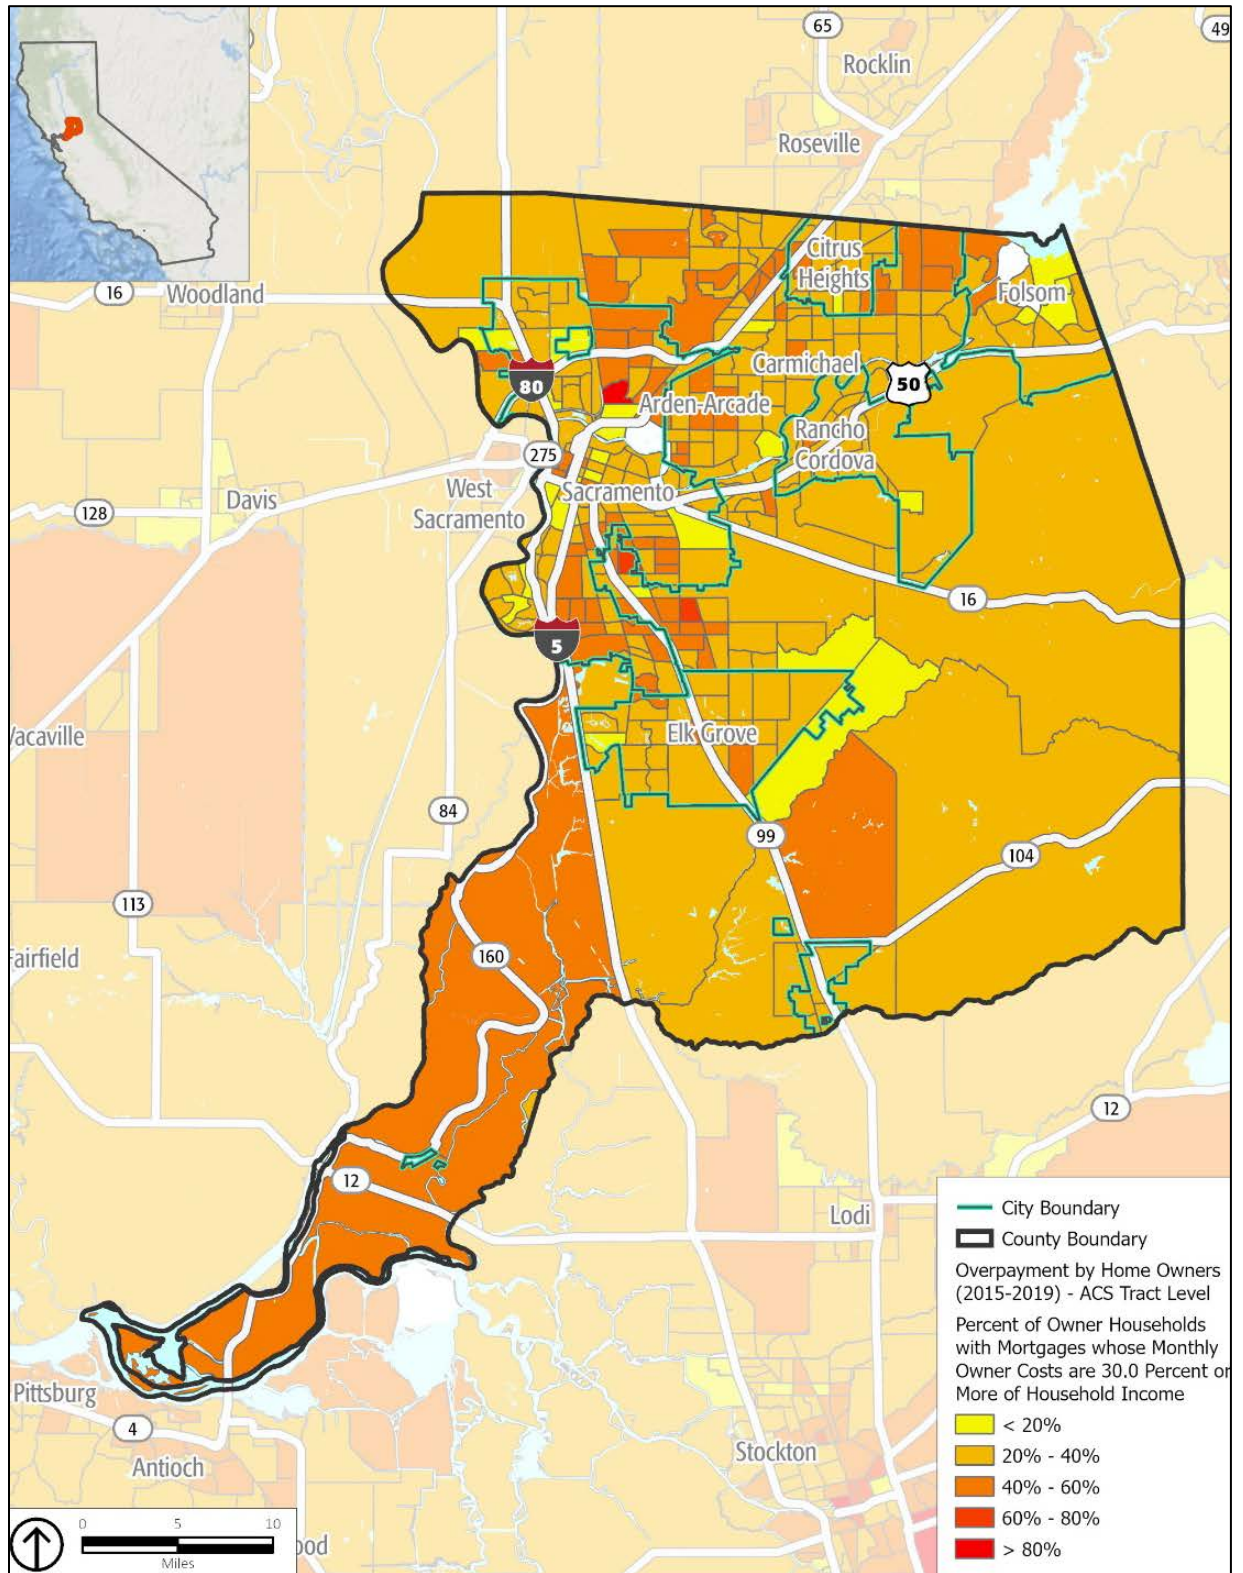 65
49
Rocklin
Roseville
Citrus
Heights
16
Woodland
Folsom
80
Carmichael
50
Arden-Arcade
Rancho
Cordova
275
West
Sacramento
Sacramento
Davis
128
16
5
Elk Grove
Vacaville
84
99
104
113
160
Fairfield
12
12
Lodi
Pittsburg
4
Antioch
Stockton
ood
City Boundary
County Boundary
Overpayment by Home Owners
(2015-2019) - ACS Tract Level
Percent of Owner Households
with Mortgages whose Monthly
Owner Costs are 30.0 Percent or
More of Household Income
< 20%
20% - 40%
40% - 60%
60% - 80%
> 80%
0 5 10
Miles